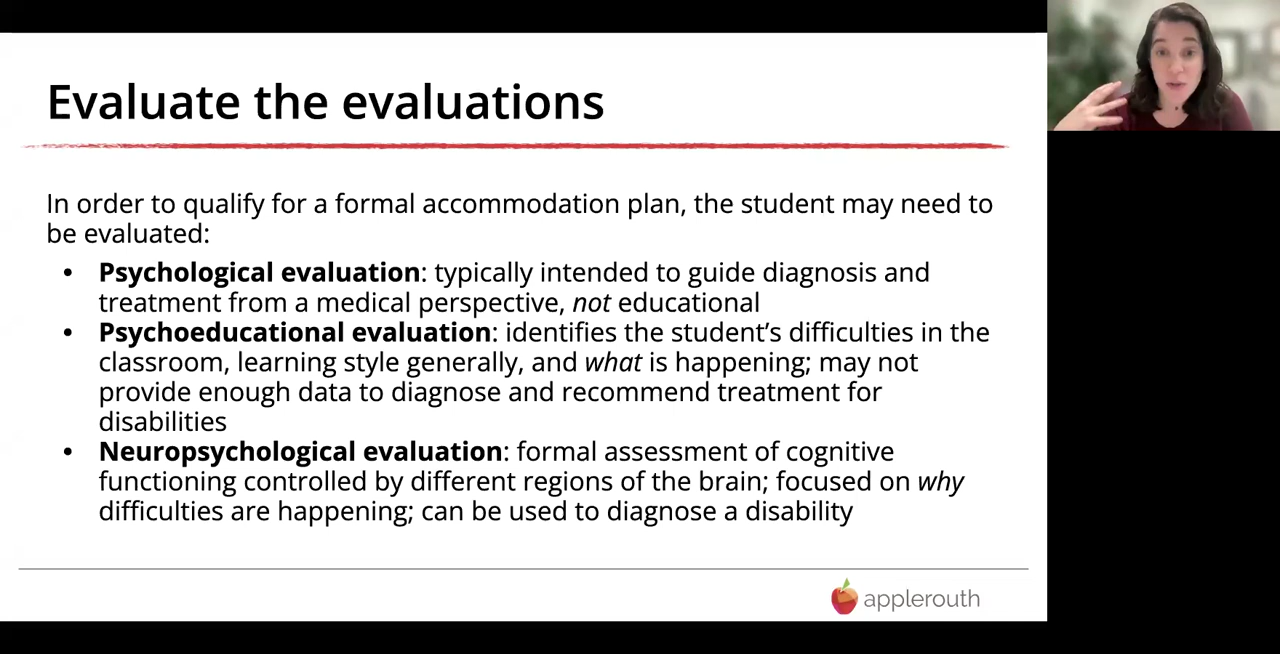 Evaluate the evaluations
In order to qualify for a formal accommodation plan, the student may need to
be evaluated:
• Psychological evaluation: typically intended to guide diagnosis and
treatment from a medical perspective, not educational
• Psychoeducational evaluation: identifies the student’s difficulties in the
classroom, learning style generally, and what is happening; may not
provide enough data to diagnose and recommend treatment for
disabilities
• Neuropsychological evaluation: formal assessment of cognitive
functioning controlled by different regions of the brain; focused on why
difficulties are happening; can be used to diagnose a disability
applerouth